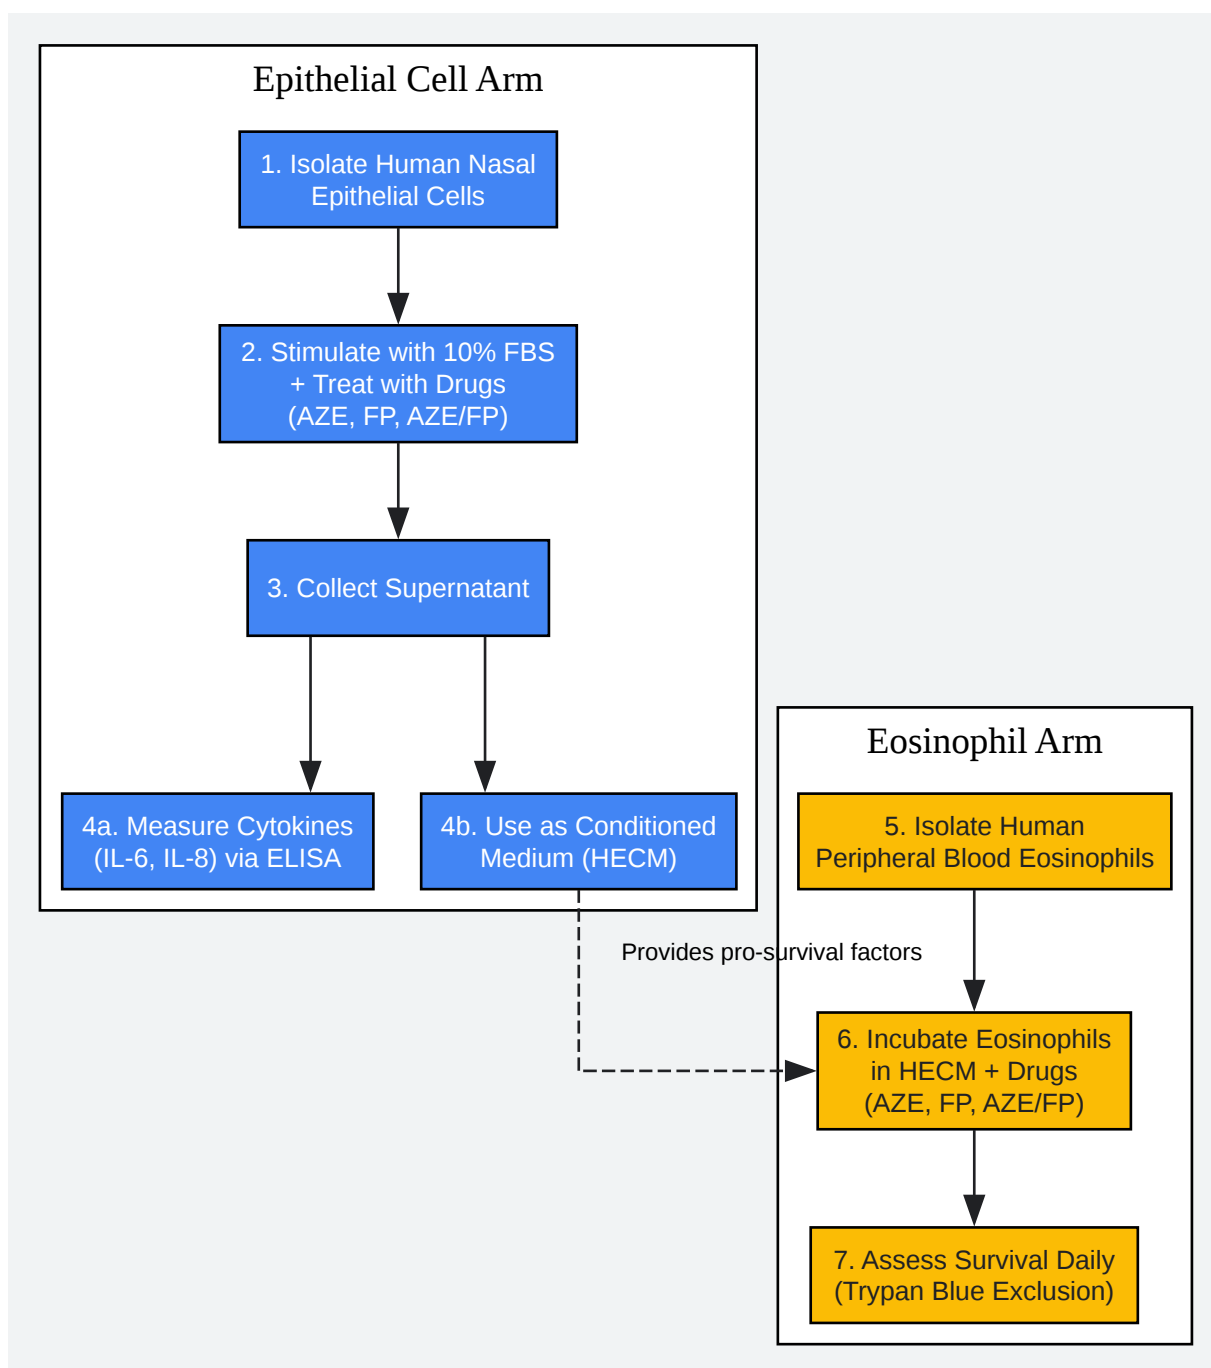 Epithelial Cell Arm
1. Isolate Human Nasal
Epithelial Cells
2. Stimulate with 10% FBS
+ Treat with Drugs
(AZE, FP, AZE/FP)
3. Collect Supernatant
4a. Measure Cytokines
(IL-6, IL-8) via ELISA
4b. Use as Conditioned
Medium (HECM)
Provides pro-survival factors
Eosinophil Arm
5. Isolate Human
Peripheral Blood Eosinophils
6. Incubate Eosinophils
in HECM + Drugs
(AZE, FP, AZE/FP)
7. Assess Survival Daily
(Trypan Blue Exclusion)